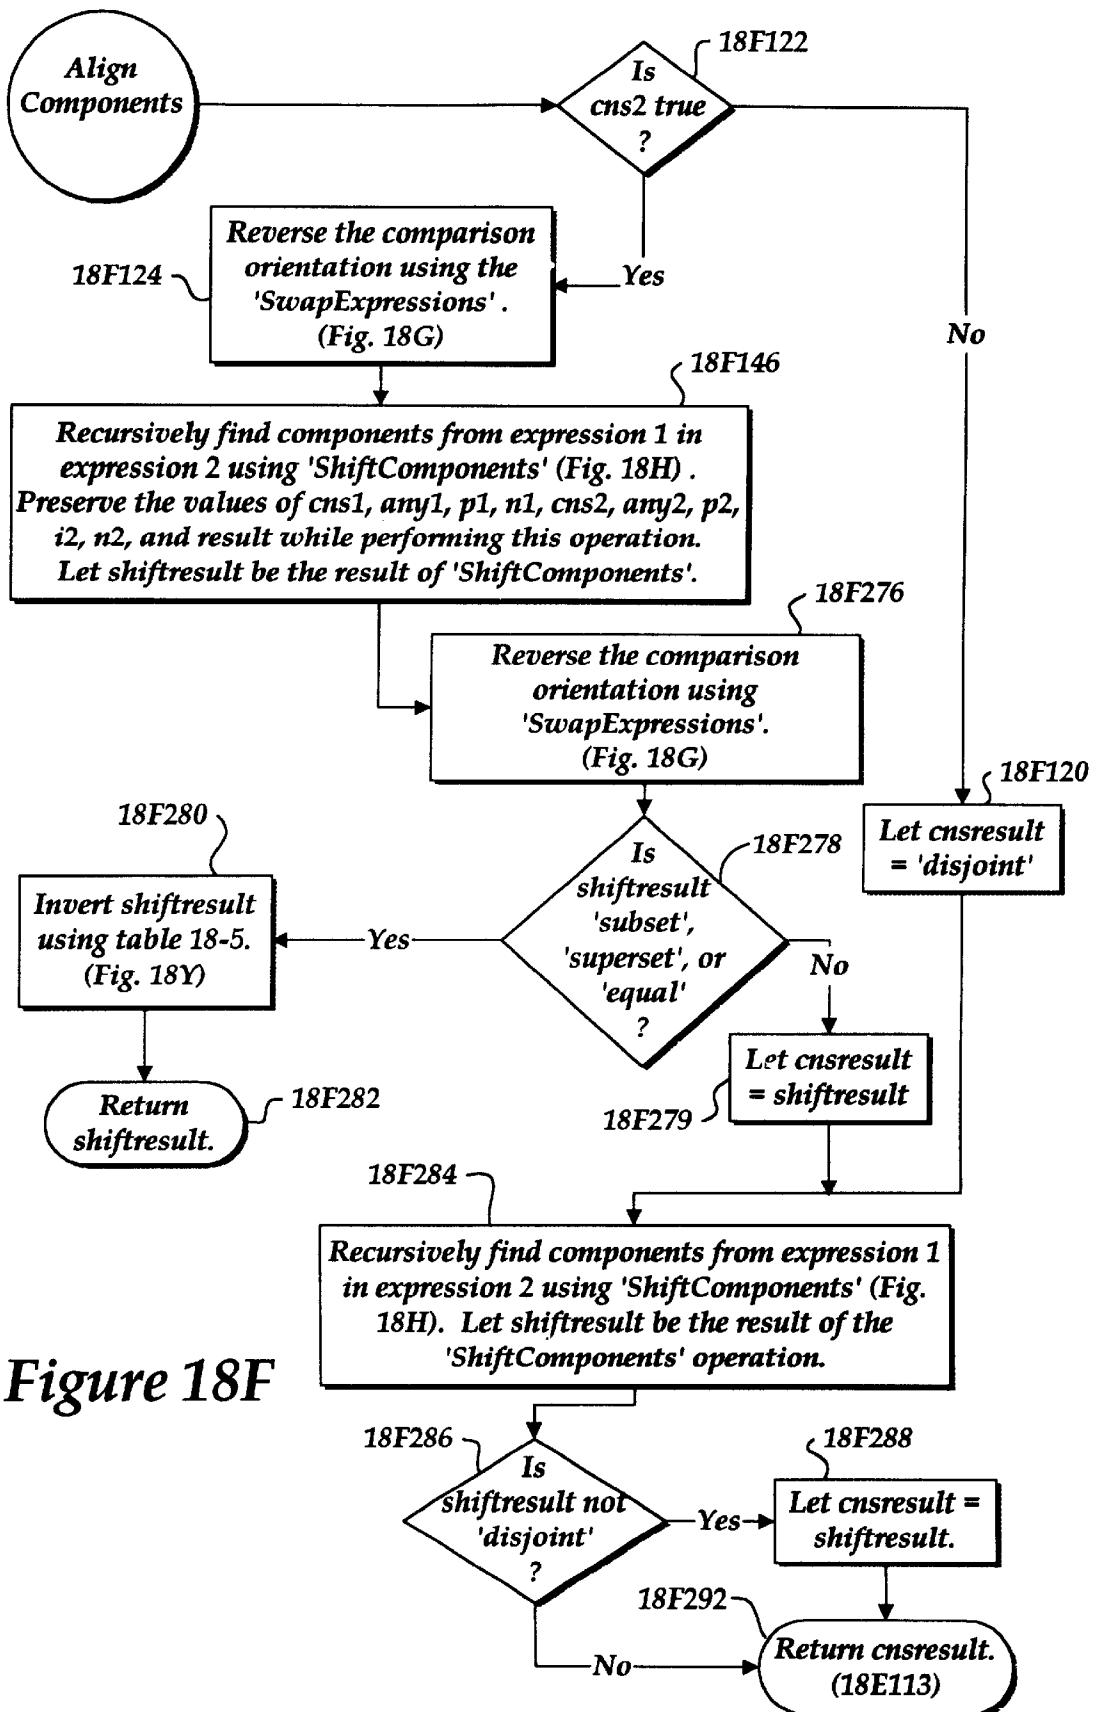 Align
Components
18F122
Is
cns2 true
?
Yes
No
18F124
Reverse the comparison
orientation using the
'SwapExpressions' .
(Fig. 18G)
18F146
Recursively find components from expression 1 in
expression 2 using 'ShiftComponents' (Fig. 18H) .
Preserve the values of cns1, any1, p1, n1, cns2, any2, p2,
i2, n2, and result while performing this operation.
Let shiftresult be the result of 'ShiftComponents'.
18F276
Reverse the comparison
orientation using
'SwapExpressions'.
(Fig. 18G)
18F120
Let cnsresult
= 'disjoint'
18F278
Is
shiftresult
'subset',
'superset', or
'equal'
?
Yes
No
18F280
Invert shiftresult
using table 18-5.
(Fig. 18Y)
18F282
Return
shiftresult.
Let cnsresult
= shiftresult
18F279
18F284
Recursively find components from expression 1
in expression 2 using 'ShiftComponents' (Fig.
18H). Let shiftresult be the result of the
'ShiftComponents' operation.
Figure 18F
18F286
Is
shiftresult not
'disjoint'
?
Yes
No
18F288
Let cnsresult =
shiftresult.
18F292
Return cnsresult.
(18E113)